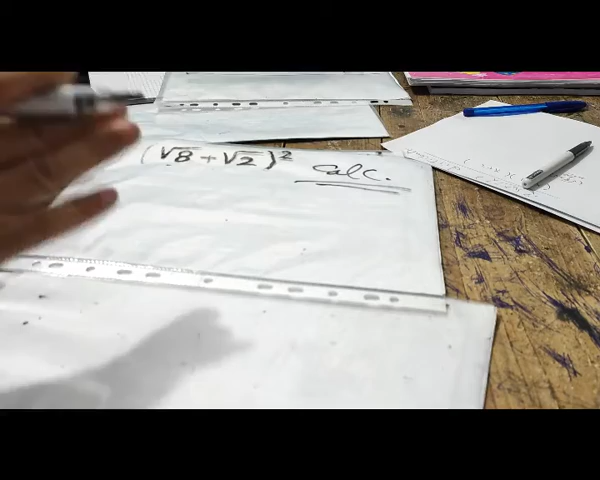 (√8 + √2)² Calc.